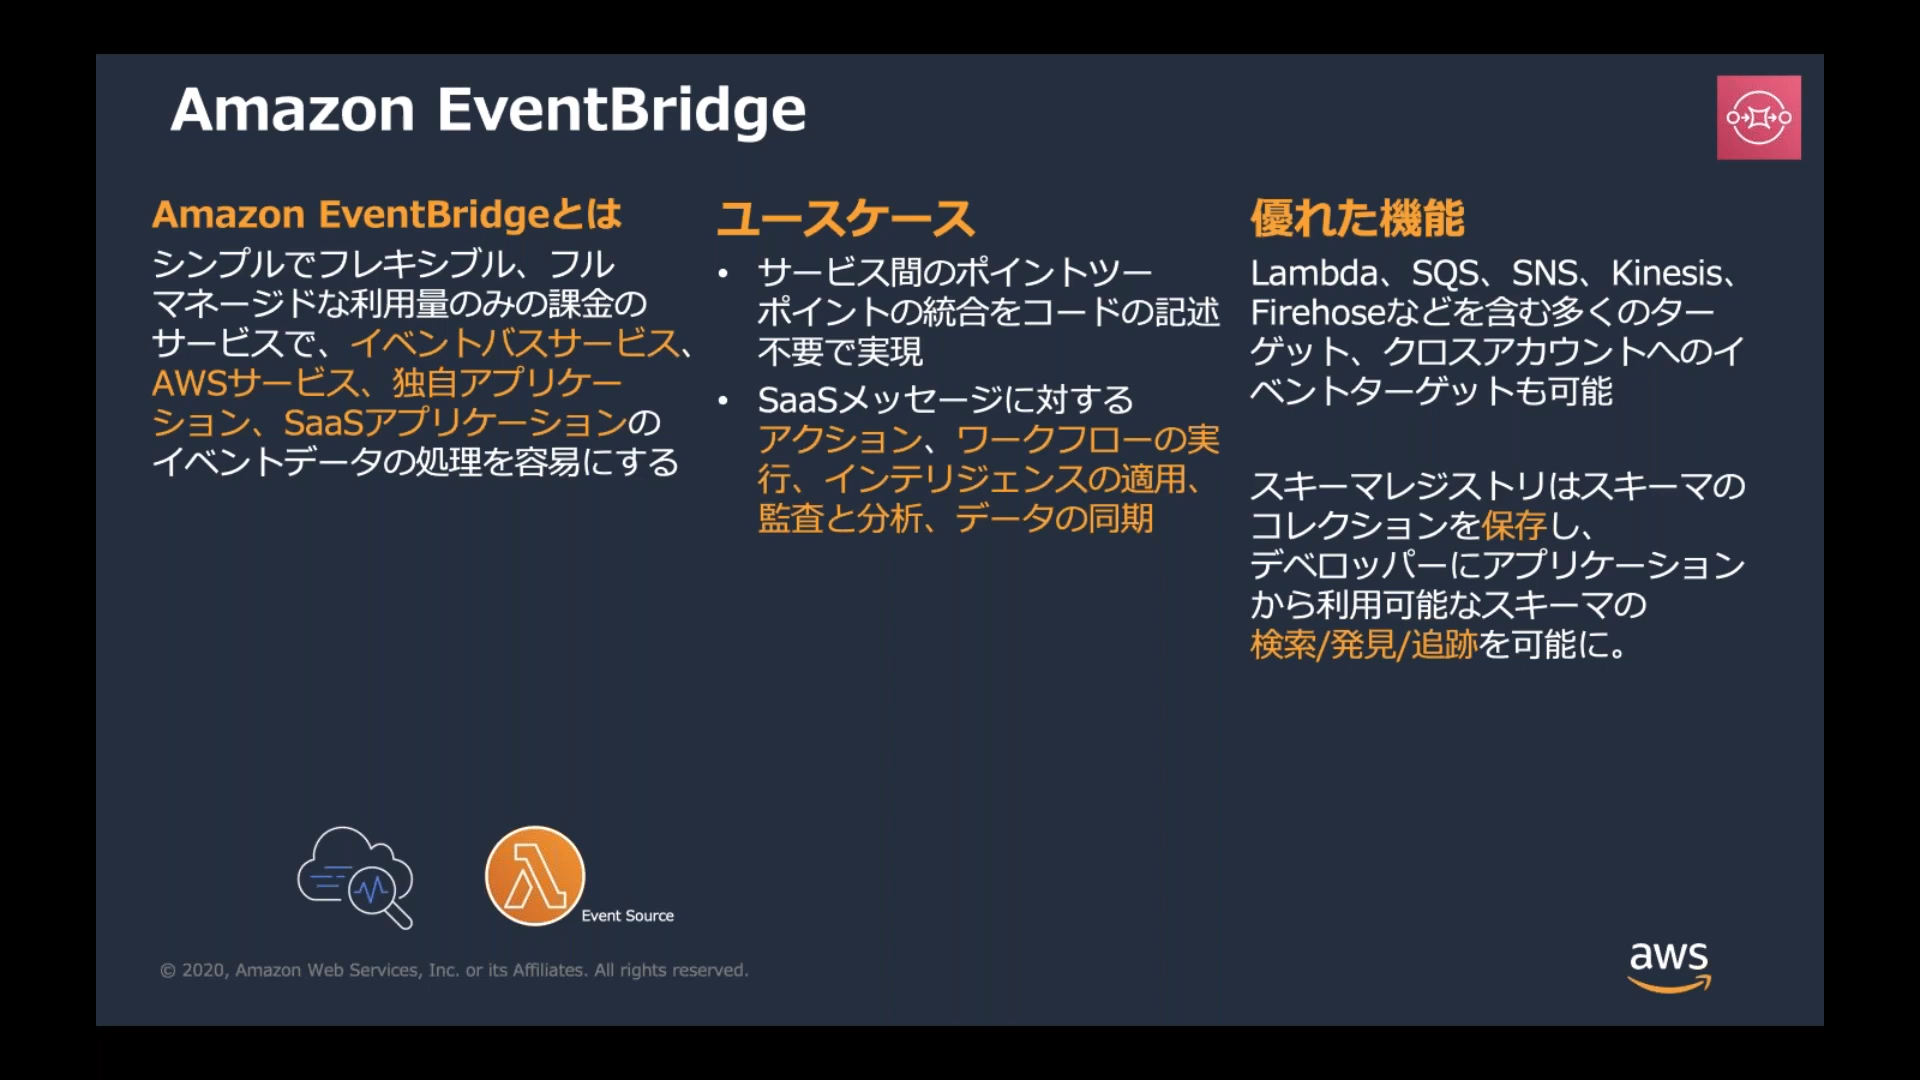 Amazon EventBridge
Amazon EventBridgeとは
シンプルでフレキシブル、フル
マネージドな利用量のみの課金の
サービスで、イベントバスサービス、
AWSサービス、独自アプリケー
ション、SaaSアプリケーションの
イベントデータの処理を容易にする
ユースケース
• サービス間のポイントツー
ポイントの統合をコードの記述
不要で実現
• SaaSメッセージに対する
アクション、ワークフローの実
行、インテリジェンスの適用、
監査と分析、データの同期
優れた機能
Lambda、SQS、SNS、Kinesis、
Firehoseなどを含む多くのター
ゲット、クロスアカウントへのイ
ベントターゲットも可能
スキーマレジストリはスキーマの
コレクションを保存し、
デベロッパーにアプリケーション
から利用可能なスキーマの
検索/発見/追跡を可能に。
Event Source
© 2020, Amazon Web Services, Inc. or its Affiliates. All rights reserved.
aws